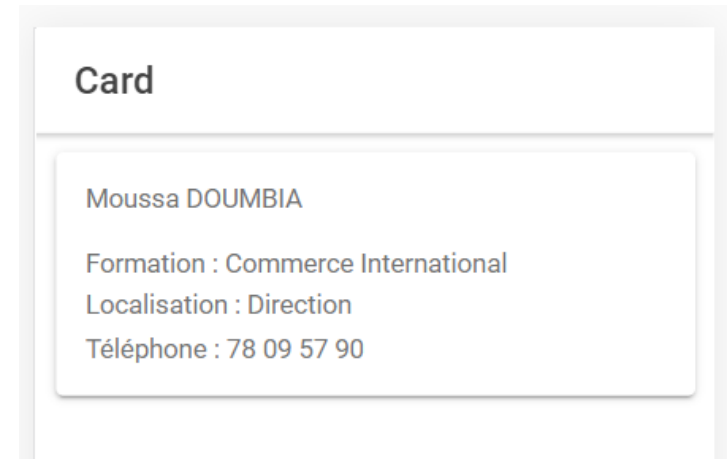 Card
Moussa DOUMBIA
Formation : Commerce International
Localisation : Direction
Téléphone : 78 09 57 90